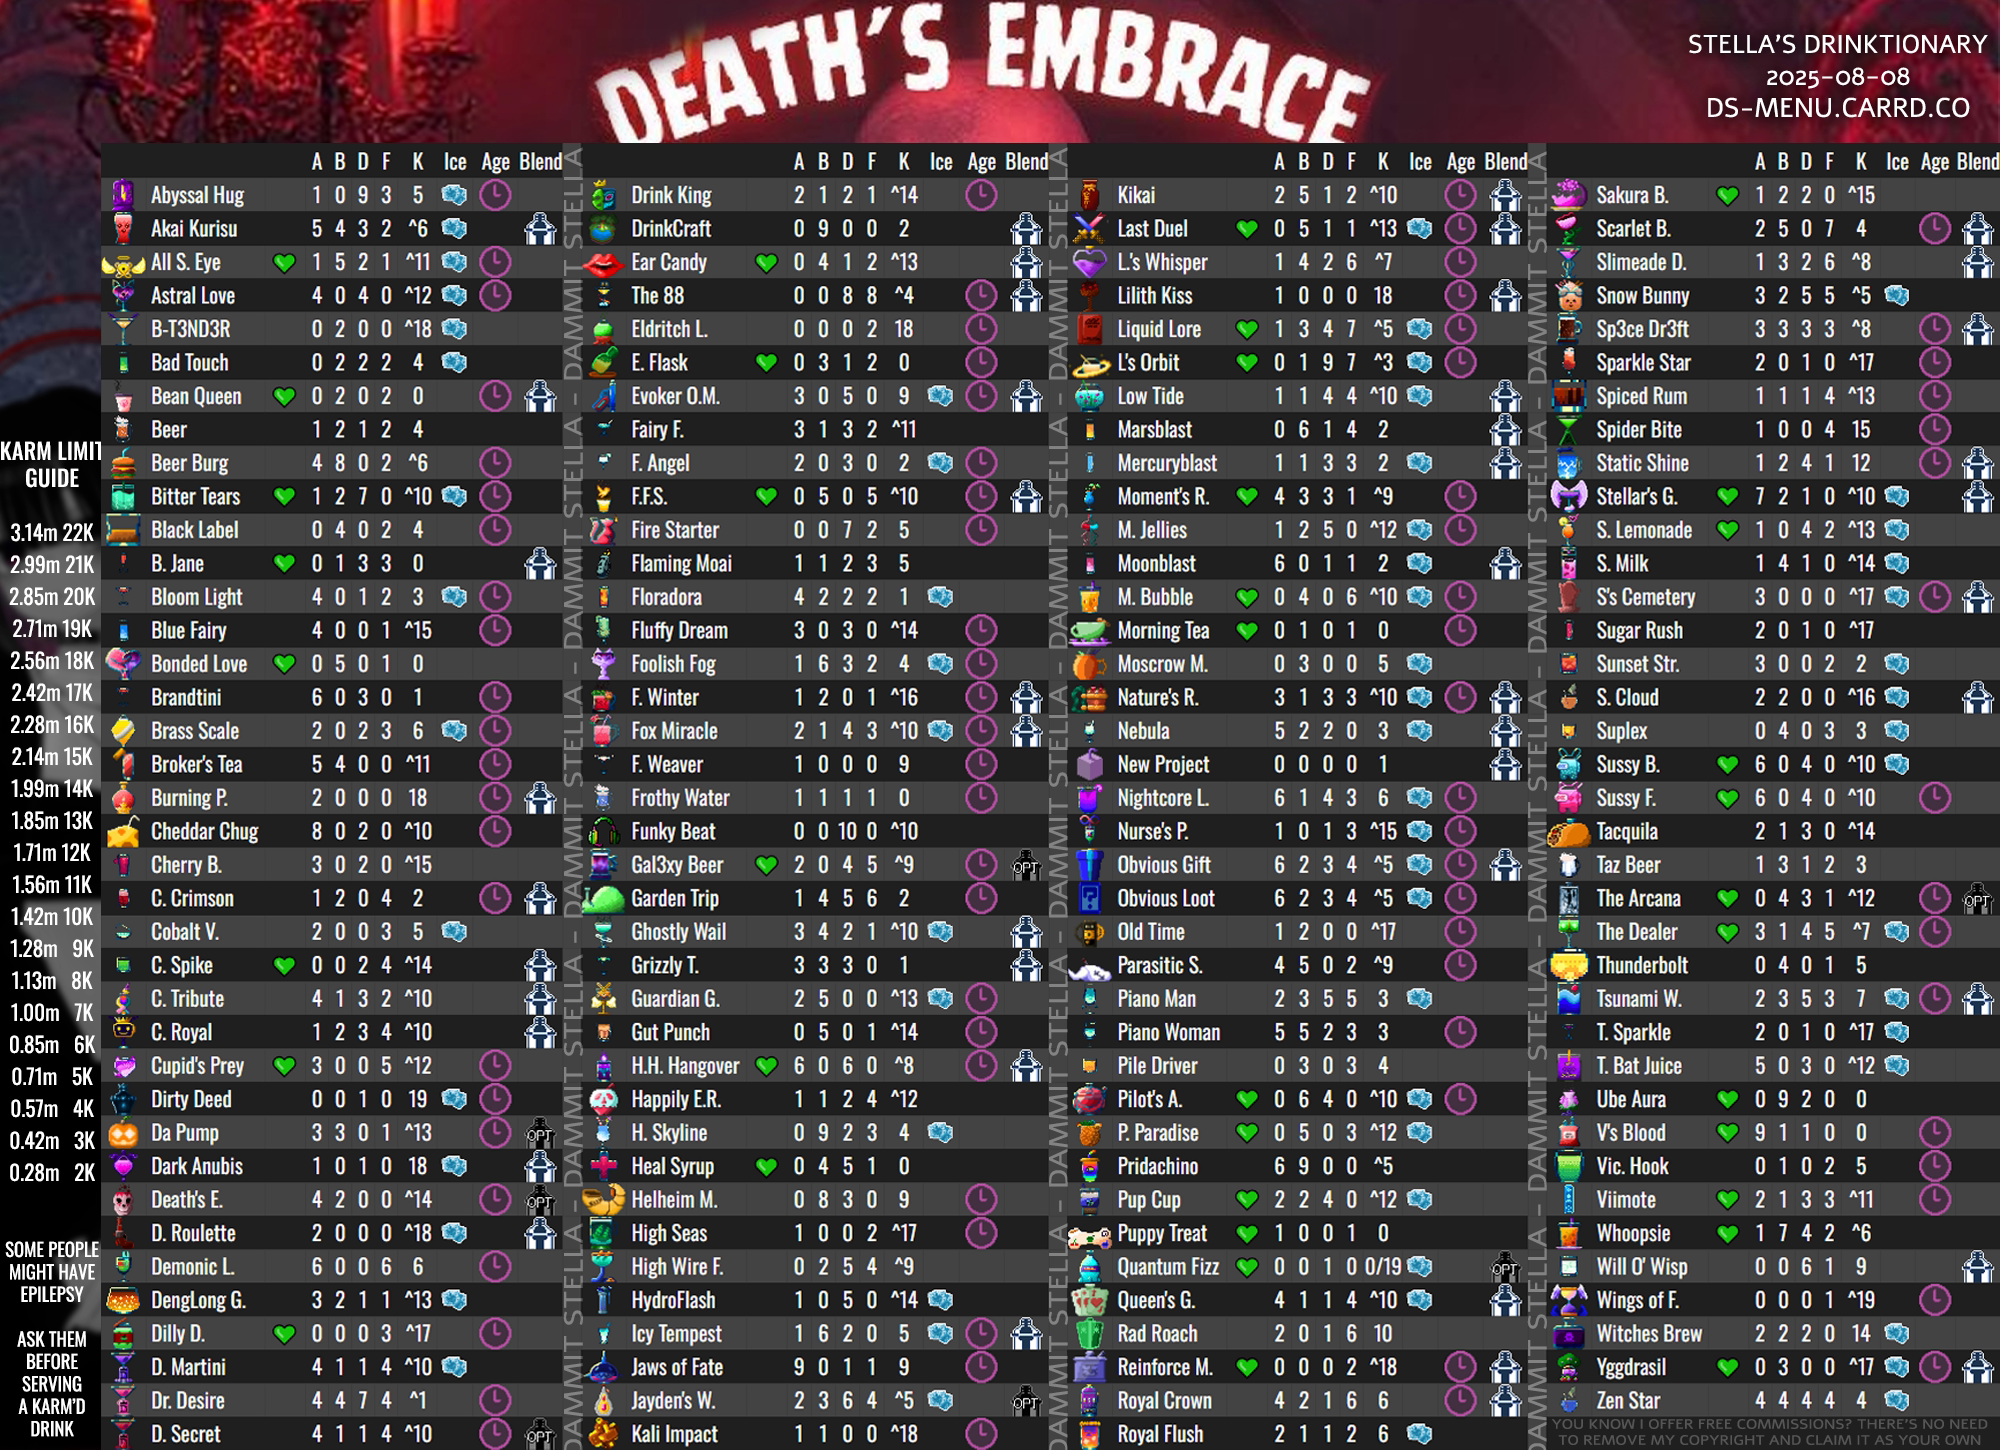 DEATH'S EMBRACE
STELLA'S DRINKTIONARY
2025-08-08
DS-MENU.CARRD.CO
KARM LIMIT
GUIDE
3.14m 22K
2.99m 21K
2.85m 20K
2.71m 19K
2.56m 18K
2.42m 17K
2.28m 16K
2.14m 15K
1.99m 14K
1.85m 13K
1.71m 12K
1.56m 11K
1.42m 10K
1.28m 9K
1.13m 8K
1.00m 7K
0.85m 6K
0.71m 5K
0.57m 4K
0.42m 3K
0.28m 2K
SOME PEOPLE
MIGHT HAVE
EPILEPSY
ASK THEM
BEFORE
SERVING
A KARM'D
DRINK
A B D F K Ice Age Blend
Abyssal Hug 1 0 9 3 5
Akai Kurisu 5 4 3 2 ^6
All S. Eye 1 5 2 1 ^11
Astral Love 4 0 4 0 ^12
B-T3ND3R 0 2 0 0 ^18
Bad Touch 0 2 2 2 4
Bean Queen 0 2 0 2 0
Beer 1 2 1 2 4
Beer Burg 4 8 0 2 ^6
Bitter Tears 1 2 7 0 ^10
Black Label 0 4 0 2 4
B. Jane 0 1 3 3 0
Bloom Light 4 0 1 2 3
Blue Fairy 4 0 0 1 ^15
Bonded Love 0 5 0 1 0
Brandtini 6 0 3 0 1
Brass Scale 2 0 2 3 6
Broker's Tea 5 4 0 0 ^11
Burning P. 2 0 0 0 18
Cheddar Chug 8 0 2 0 ^10
Cherry B. 3 0 2 0 ^15
C. Crimson 1 2 0 4 2
Cobalt V. 2 0 0 3 5
C. Spike 0 0 2 4 ^14
C. Tribute 4 1 3 2 ^10
C. Royal 1 2 3 4 ^10
Cupid's Prey 3 0 0 5 ^12
Dirty Deed 0 0 1 0 19
Da Pump 3 3 0 1 ^13 OPT
Dark Anubis 1 0 1 0 18
Death's E. 4 2 0 0 ^14 OPT
D. Roulette 2 0 0 0 ^18
Demonic L. 6 0 0 6 6
DengLong G. 3 2 1 1 ^13
Dilly D. 0 0 0 3 ^17
D. Martini 4 1 1 4 ^10
Dr. Desire 4 4 7 4 ^1
D. Secret 4 1 1 4 ^10 OPT
DAMMIT STELLA - DAMMIT STELLA - DAMMIT STELLA - DAMMIT STELLA
A B D F K Ice Age Blend
Drink King 2 1 2 1 ^14
DrinkCraft 0 9 0 0 2
Ear Candy 0 4 1 2 ^13
The 88 0 0 8 8 ^4
Eldritch L. 0 0 0 2 18
E. Flask 0 3 1 2 0
Evoker O.M. 3 0 5 0 9
Fairy F. 3 1 3 2 ^11
F. Angel 2 0 3 0 2
F.F.S. 0 5 0 5 ^10
Fire Starter 0 0 7 2 5
Flaming Moai 1 1 2 3 5
Floradora 4 2 2 2 1
Fluffy Dream 3 0 3 0 ^14
Foolish Fog 1 6 3 2 4
F. Winter 1 2 0 1 ^16
Fox Miracle 2 1 4 3 ^10
F. Weaver 1 0 0 0 9
Frothy Water 1 1 1 1 0
Funky Beat 0 0 10 0 ^10
Gal3xy Beer 2 0 4 5 ^9 OPT
Garden Trip 1 4 5 6 2
Ghostly Wail 3 4 2 1 ^10
Grizzly T. 3 3 3 0 1
Guardian G. 2 5 0 0 ^13
Gut Punch 0 5 0 1 ^14
H.H. Hangover 6 0 6 0 ^8
Happily E.R. 1 1 2 4 ^12
H. Skyline 0 9 2 3 4
Heal Syrup 0 4 5 1 0
Helheim M. 0 8 3 0 9
High Seas 1 0 0 2 ^17
High Wire F. 0 2 5 4 ^9
HydroFlash 1 0 5 0 ^14
Icy Tempest 1 6 2 0 5
Jaws of Fate 9 0 1 1 9
Jayden's W. 2 3 6 4 ^5 OPT
Kali Impact 1 1 0 0 ^18
DAMMIT STELLA - DAMMIT STELLA - DAMMIT STELLA - DAMMIT STELLA
A B D F K Ice Age Blend
Kikai 2 5 1 2 ^10
Last Duel 0 5 1 1 ^13
L.'s Whisper 1 4 2 6 ^7
Lilith Kiss 1 0 0 0 18
Liquid Lore 1 3 4 7 ^5
L's Orbit 0 1 9 7 ^3
Low Tide 1 1 4 4 ^10
Marsblast 0 6 1 4 2
Mercuryblast 1 1 3 3 2
Moment's R. 4 3 3 1 ^9
M. Jellies 1 2 5 0 ^12
Moonblast 6 0 1 1 2
M. Bubble 0 4 0 6 ^10
Morning Tea 0 1 0 1 0
Moscrow M. 0 3 0 0 5
Nature's R. 3 1 3 3 ^10
Nebula 5 2 2 0 3
New Project 0 0 0 0 1
Nightcore L. 6 1 4 3 6
Nurse's P. 1 0 1 3 ^15
Obvious Gift 6 2 3 4 ^5
Obvious Loot 6 2 3 4 ^5
Old Time 1 2 0 0 ^17
Parasitic S. 4 5 0 2 ^9
Piano Man 2 3 5 5 3
Piano Woman 5 5 2 3 3
Pile Driver 0 3 0 3 4
Pilot's A. 0 6 4 0 ^10
P. Paradise 0 5 0 3 ^12
Pridachino 6 9 0 0 ^5
Pup Cup 2 2 4 0 ^12
Puppy Treat 1 0 0 1 0
Quantum Fizz 0 0 1 0 0/19 OPT
Queen's G. 4 1 1 4 ^10
Rad Roach 2 0 1 6 10
Reinforce M. 0 0 0 2 ^18
Royal Crown 4 2 1 6 6
Royal Flush 2 1 1 2 6
DAMMIT STELLA - DAMMIT STELLA - DAMMIT STELLA - DAMMIT STELLA
A B D F K Ice Age Blend
Sakura B. 1 2 2 0 ^15
Scarlet B. 2 5 0 7 4
Slimeade D. 1 3 2 6 ^8
Snow Bunny 3 2 5 5 ^5
Sp3ce Dr3ft 3 3 3 3 ^8
Sparkle Star 2 0 1 0 ^17
Spiced Rum 1 1 1 4 ^13
Spider Bite 1 0 0 4 15
Static Shine 1 2 4 1 12
Stellar's G. 7 2 1 0 ^10
S. Lemonade 1 0 4 2 ^13
S. Milk 1 4 1 0 ^14
S's Cemetery 3 0 0 0 ^17
Sugar Rush 2 0 1 0 ^17
Sunset Str. 3 0 0 2 2
S. Cloud 2 2 0 0 ^16
Suplex 0 4 0 3 3
Sussy B. 6 0 4 0 ^10
Sussy F. 6 0 4 0 ^10
Tacquila 2 1 3 0 ^14
Taz Beer 1 3 1 2 3
The Arcana 0 4 3 1 ^12 OPT
The Dealer 3 1 4 5 ^7
Thunderbolt 0 4 0 1 5
Tsunami W. 2 3 5 3 7
T. Sparkle 2 0 1 0 ^17
T. Bat Juice 5 0 3 0 ^12
Ube Aura 0 9 2 0 0
V's Blood 9 1 1 0 0
Vic. Hook 0 1 0 2 5
Viimote 2 1 3 3 ^11
Whoopsie 1 7 4 2 ^6
Will O' Wisp 0 0 6 1 9
Wings of F. 0 0 0 1 ^19
Witches Brew 2 2 2 0 14
Yggdrasil 0 3 0 0 ^17
Zen Star 4 4 4 4 4
YOU KNOW I OFFER FREE COMMISSIONS? THERE'S NO NEED
TO REMOVE MY COPYRIGHT AND CLAIM IT AS YOUR OWN